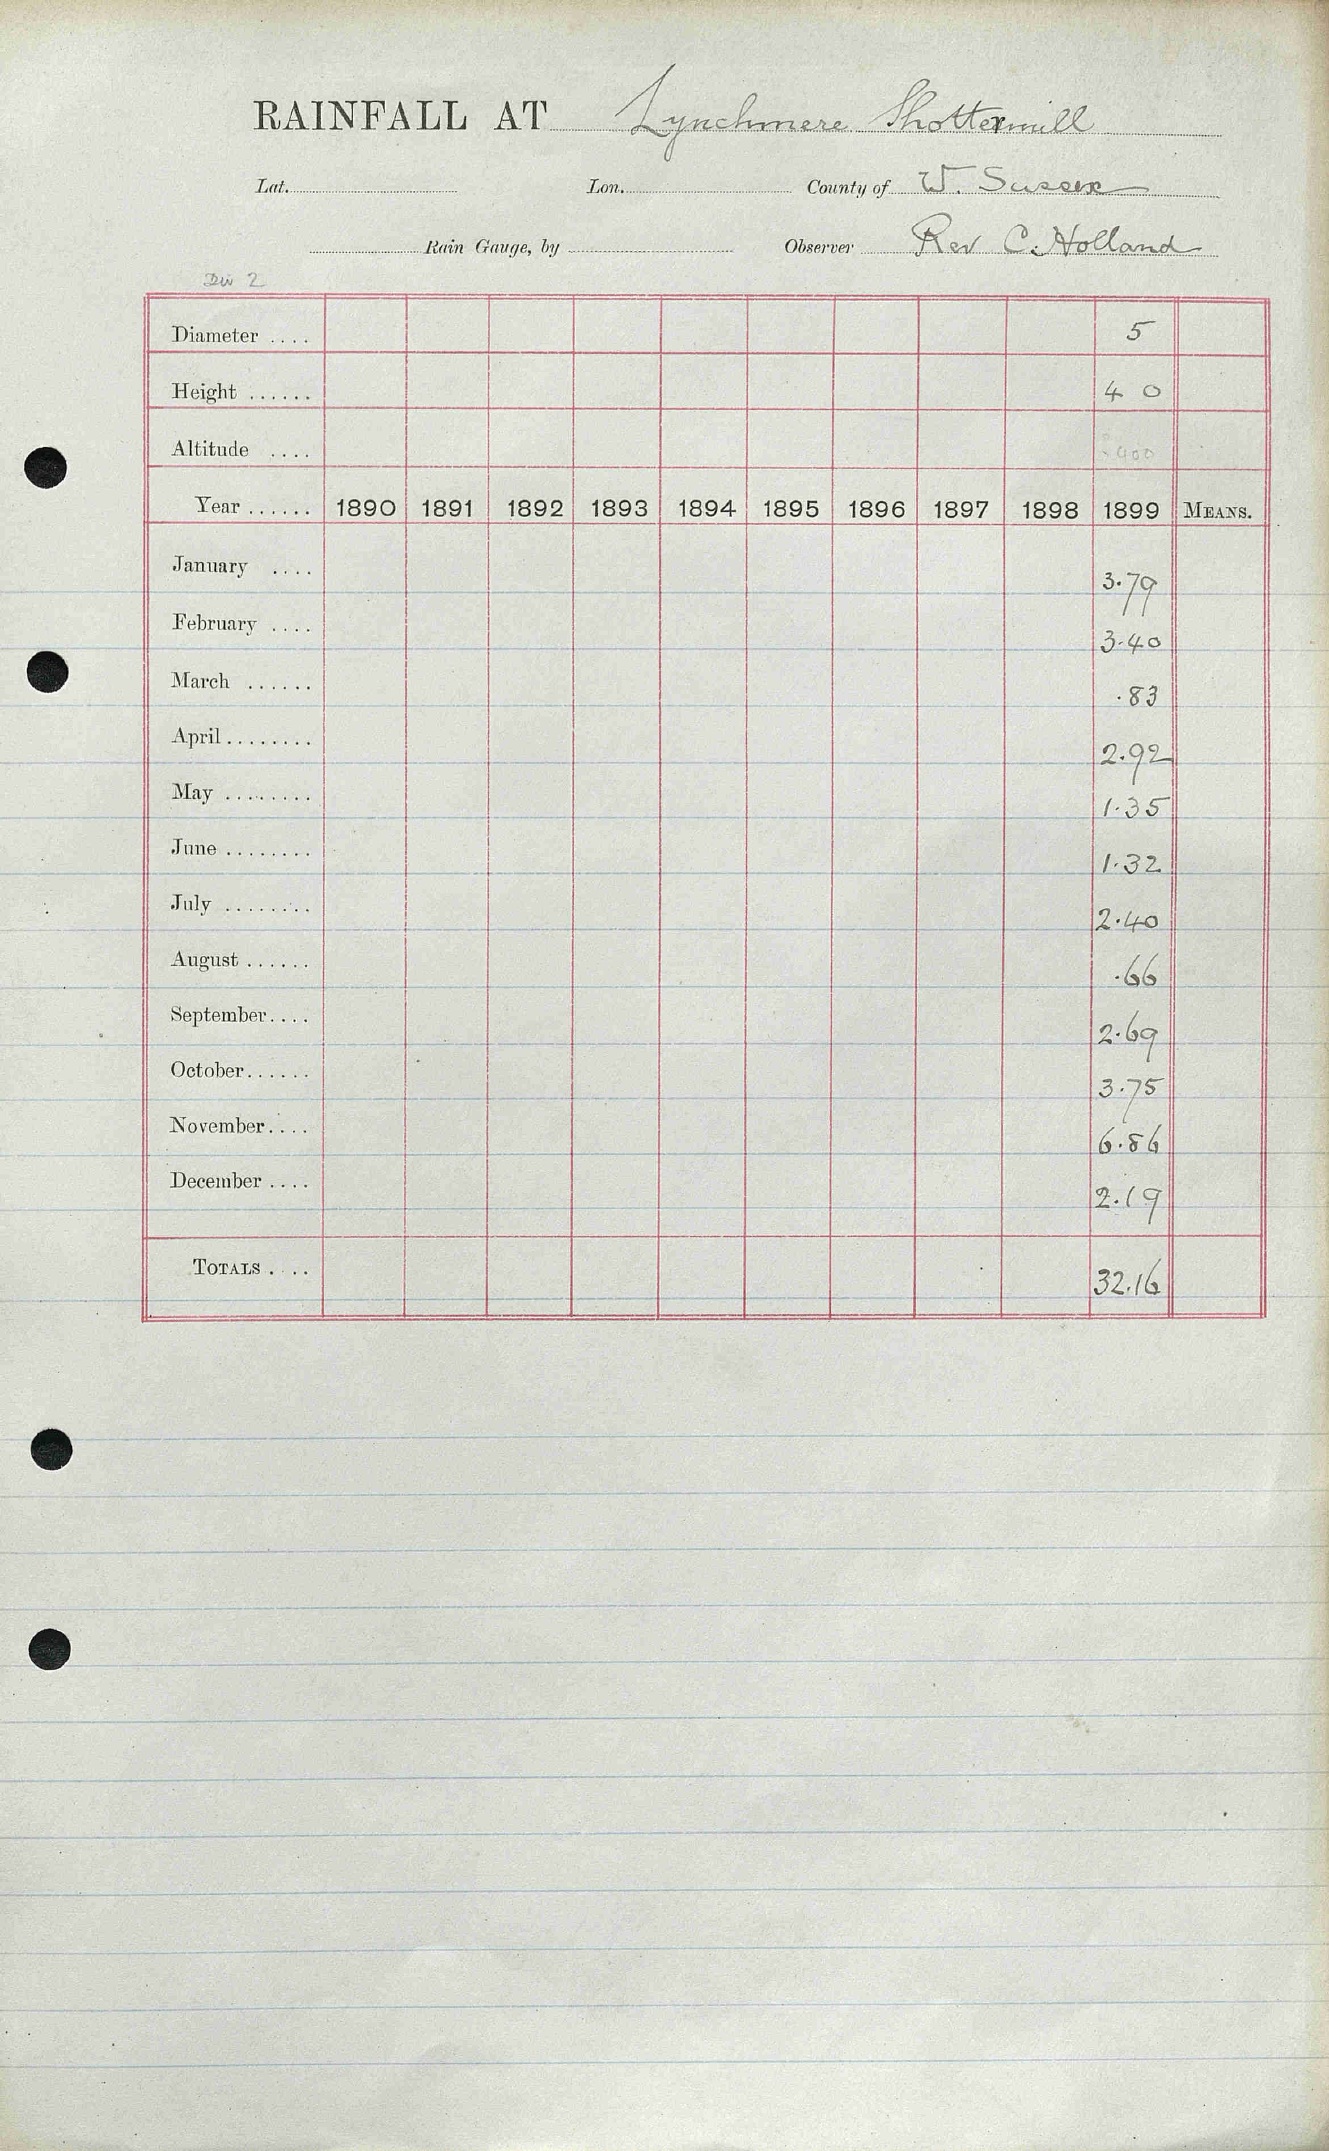 RAINFALL AT Lynchmere Shottermill
Lat. Lon. County of W. Sussex
Rain Gauge, by Observer Rev C. Holland
Div 2
Diameter .... 5
Height ...... 4 0
Altitude .... 400
Year ...... 1890 1891 1892 1893 1894 1895 1896 1897 1898 1899 MEANS.
January .... 3.79
February .... 3.40
March ...... .83
April ........ 2.92
May ........ 1.35
June ........ 1.32
July ........ 2.40
August ...... .66
September .... 2.69
October ...... 3.75
November .... 6.86
December .... 2.19
TOTALS .... 32.16